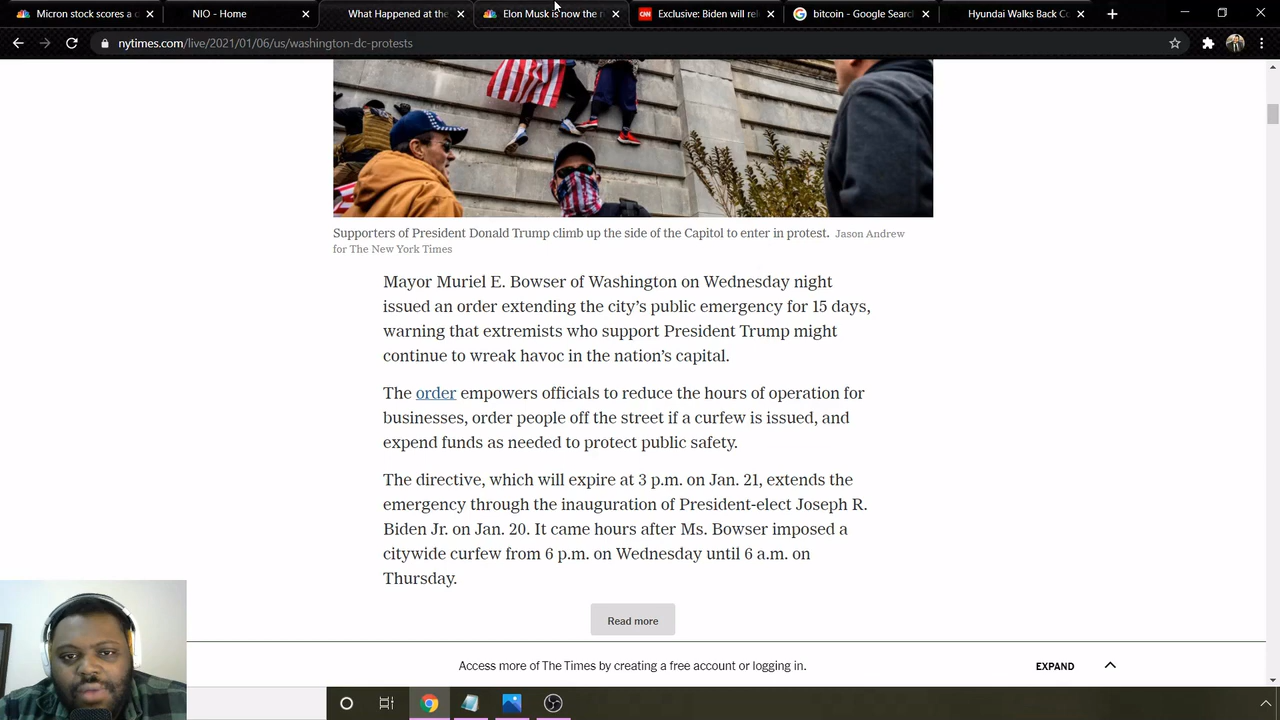 Micron stock scores a c
NIO - Home
What Happened at the
Elon Musk is now the r
Exclusive: Biden will rel
bitcoin - Google Search
Hyundai Walks Back Co
nytimes.com/live/2021/01/06/us/washington-dc-protests
Supporters of President Donald Trump climb up the side of the Capitol to enter in protest. Jason Andrew
for The New York Times
Mayor Muriel E. Bowser of Washington on Wednesday night
issued an order extending the city’s public emergency for 15 days,
warning that extremists who support President Trump might
continue to wreak havoc in the nation’s capital.
The order empowers officials to reduce the hours of operation for
businesses, order people off the street if a curfew is issued, and
expend funds as needed to protect public safety.
The directive, which will expire at 3 p.m. on Jan. 21, extends the
emergency through the inauguration of President-elect Joseph R.
Biden Jr. on Jan. 20. It came hours after Ms. Bowser imposed a
citywide curfew from 6 p.m. on Wednesday until 6 a.m. on
Thursday.
Read more
Access more of The Times by creating a free account or logging in.
EXPAND